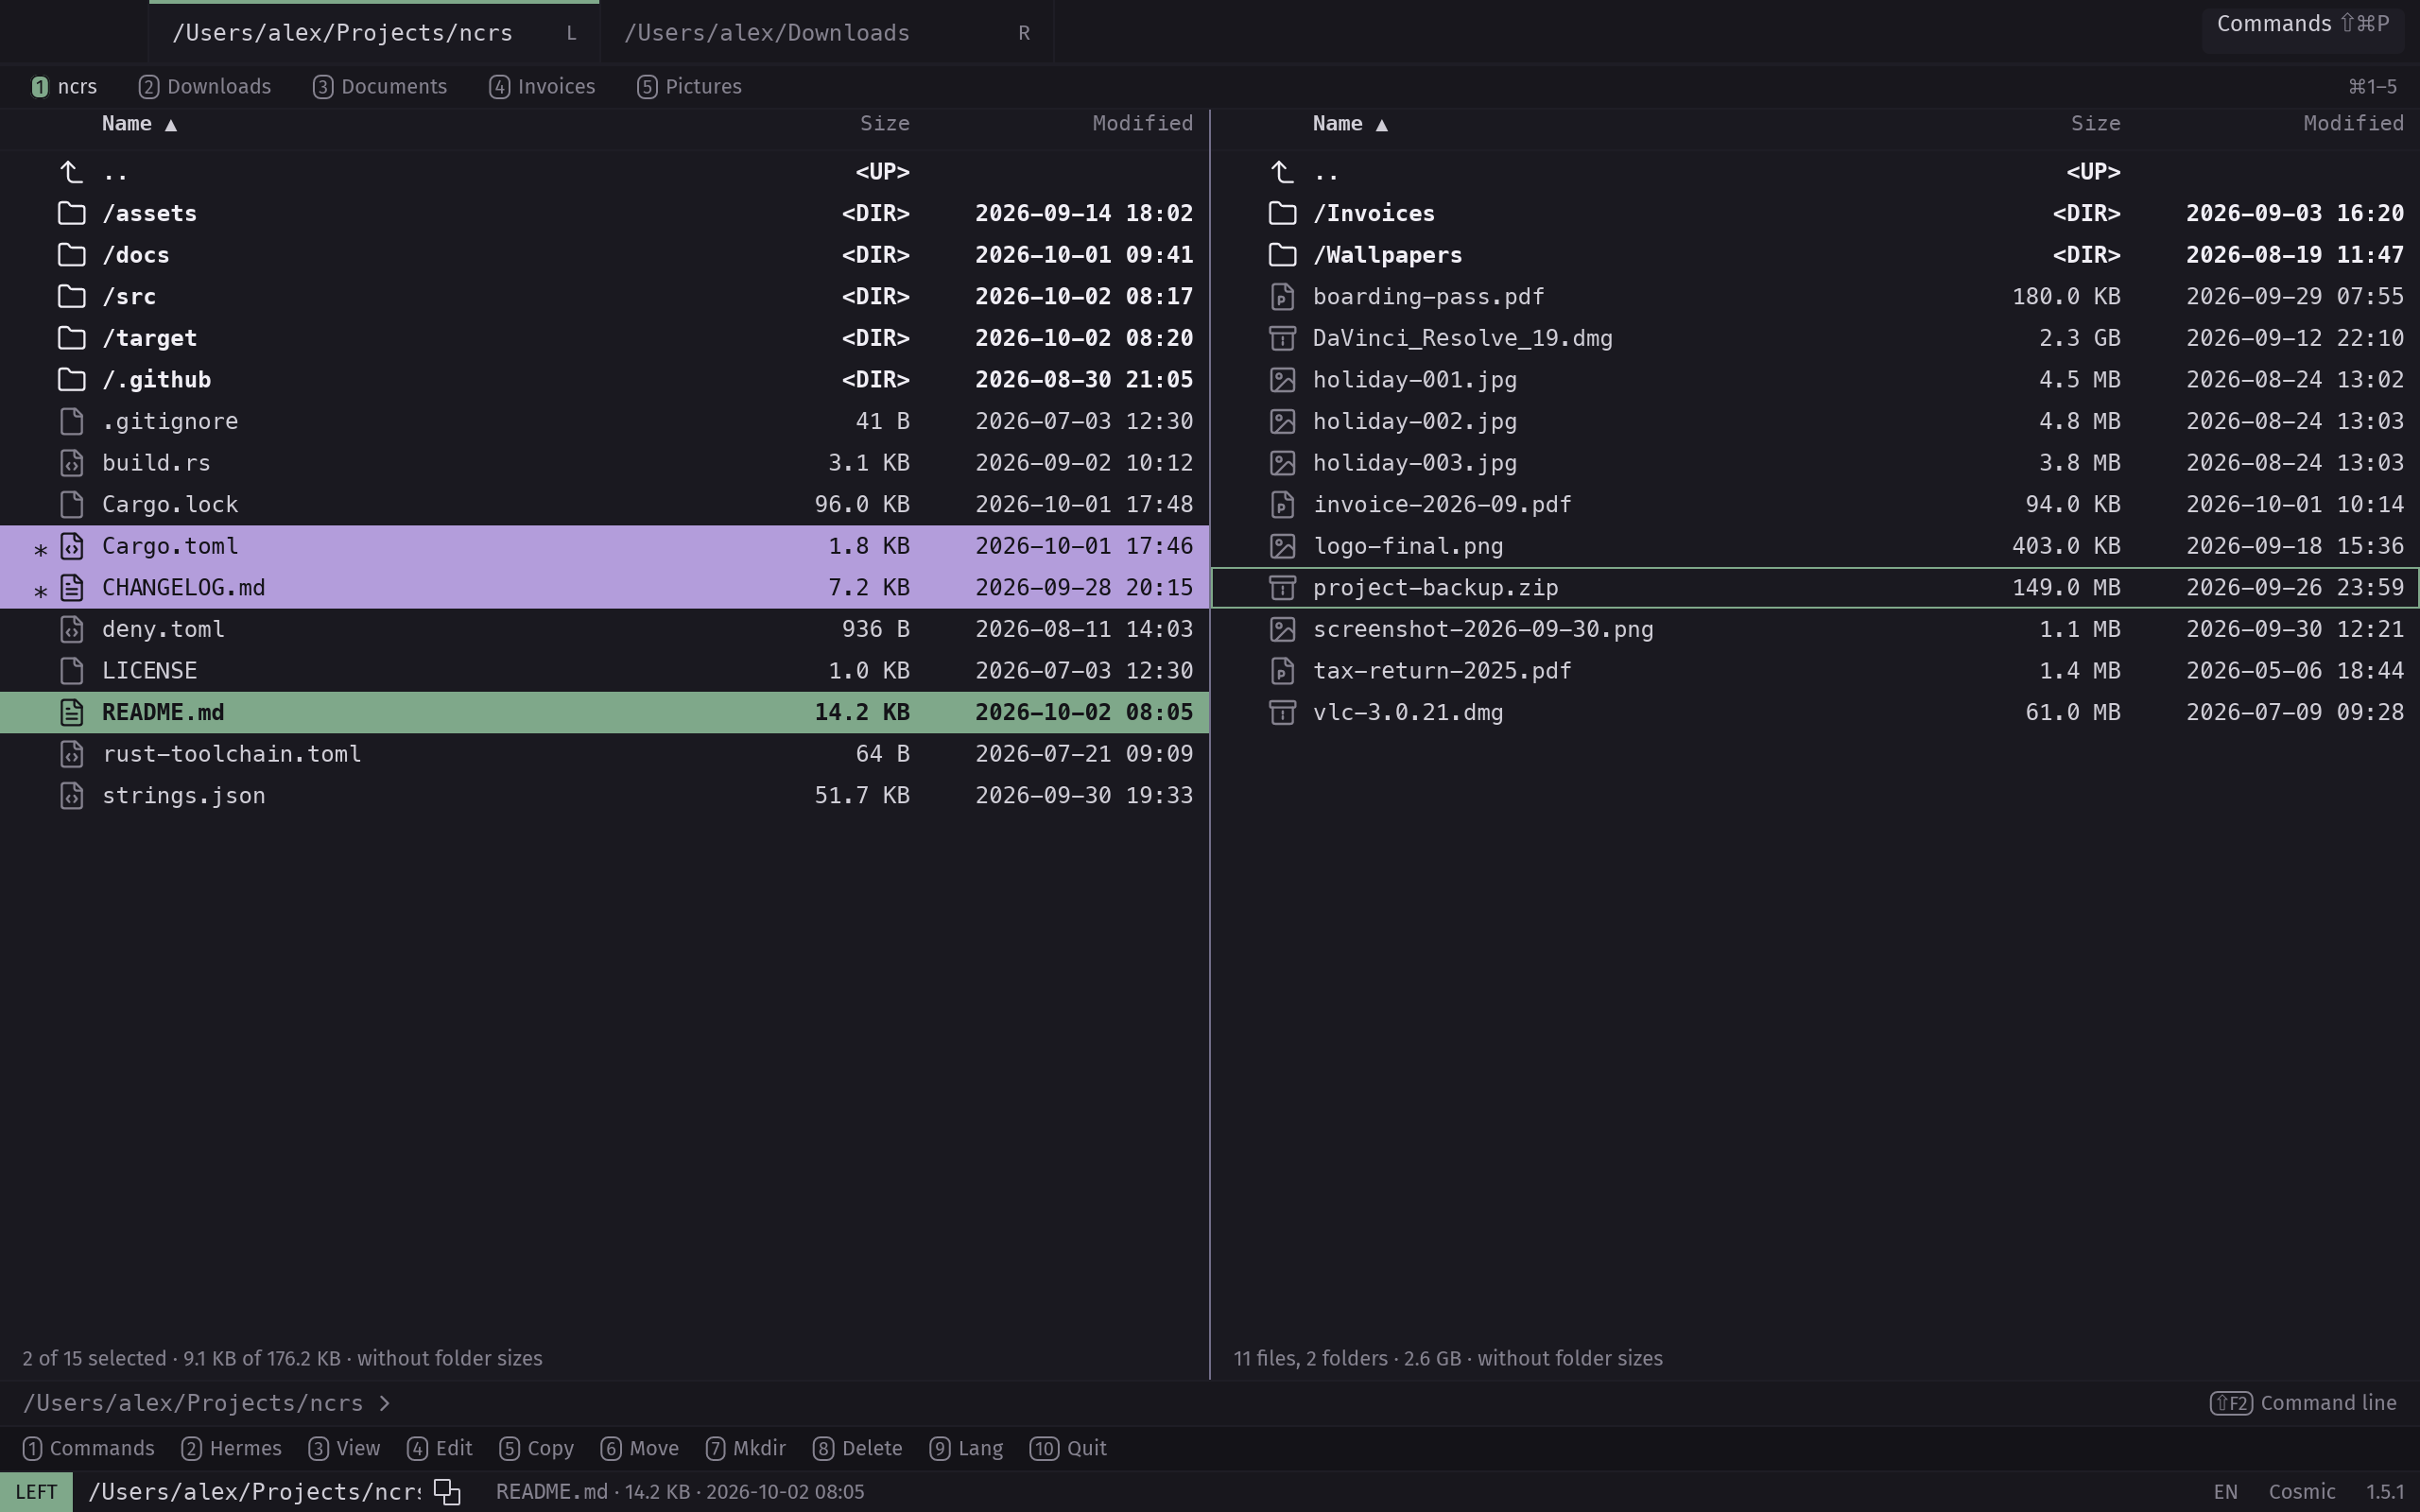 /Users/alex/Projects/ncrs L /Users/alex/Downloads R Commands ⇧⌘P
1 ncrs 2 Downloads 3 Documents 4 Invoices 5 Pictures ⌘1–5
Name ▲ Size Modified
.. <UP>
/assets <DIR> 2026-09-14 18:02
/docs <DIR> 2026-10-01 09:41
/src <DIR> 2026-10-02 08:17
/target <DIR> 2026-10-02 08:20
/.github <DIR> 2026-08-30 21:05
.gitignore 41 B 2026-07-03 12:30
build.rs 3.1 KB 2026-09-02 10:12
Cargo.lock 96.0 KB 2026-10-01 17:48
* Cargo.toml 1.8 KB 2026-10-01 17:46
* CHANGELOG.md 7.2 KB 2026-09-28 20:15
deny.toml 936 B 2026-08-11 14:03
LICENSE 1.0 KB 2026-07-03 12:30
README.md 14.2 KB 2026-10-02 08:05
rust-toolchain.toml 64 B 2026-07-21 09:09
strings.json 51.7 KB 2026-09-30 19:33
2 of 15 selected · 9.1 KB of 176.2 KB · without folder sizes
Name ▲ Size Modified
.. <UP>
/Invoices <DIR> 2026-09-03 16:20
/Wallpapers <DIR> 2026-08-19 11:47
boarding-pass.pdf 180.0 KB 2026-09-29 07:55
DaVinci_Resolve_19.dmg 2.3 GB 2026-09-12 22:10
holiday-001.jpg 4.5 MB 2026-08-24 13:02
holiday-002.jpg 4.8 MB 2026-08-24 13:03
holiday-003.jpg 3.8 MB 2026-08-24 13:03
invoice-2026-09.pdf 94.0 KB 2026-10-01 10:14
logo-final.png 403.0 KB 2026-09-18 15:36
project-backup.zip 149.0 MB 2026-09-26 23:59
screenshot-2026-09-30.png 1.1 MB 2026-09-30 12:21
tax-return-2025.pdf 1.4 MB 2026-05-06 18:44
vlc-3.0.21.dmg 61.0 MB 2026-07-09 09:28
11 files, 2 folders · 2.6 GB · without folder sizes
/Users/alex/Projects/ncrs > ⇧F2 Command line
1 Commands 2 Hermes 3 View 4 Edit 5 Copy 6 Move 7 Mkdir 8 Delete 9 Lang 10 Quit
LEFT /Users/alex/Projects/ncrs README.md · 14.2 KB · 2026-10-02 08:05 EN Cosmic 1.5.1